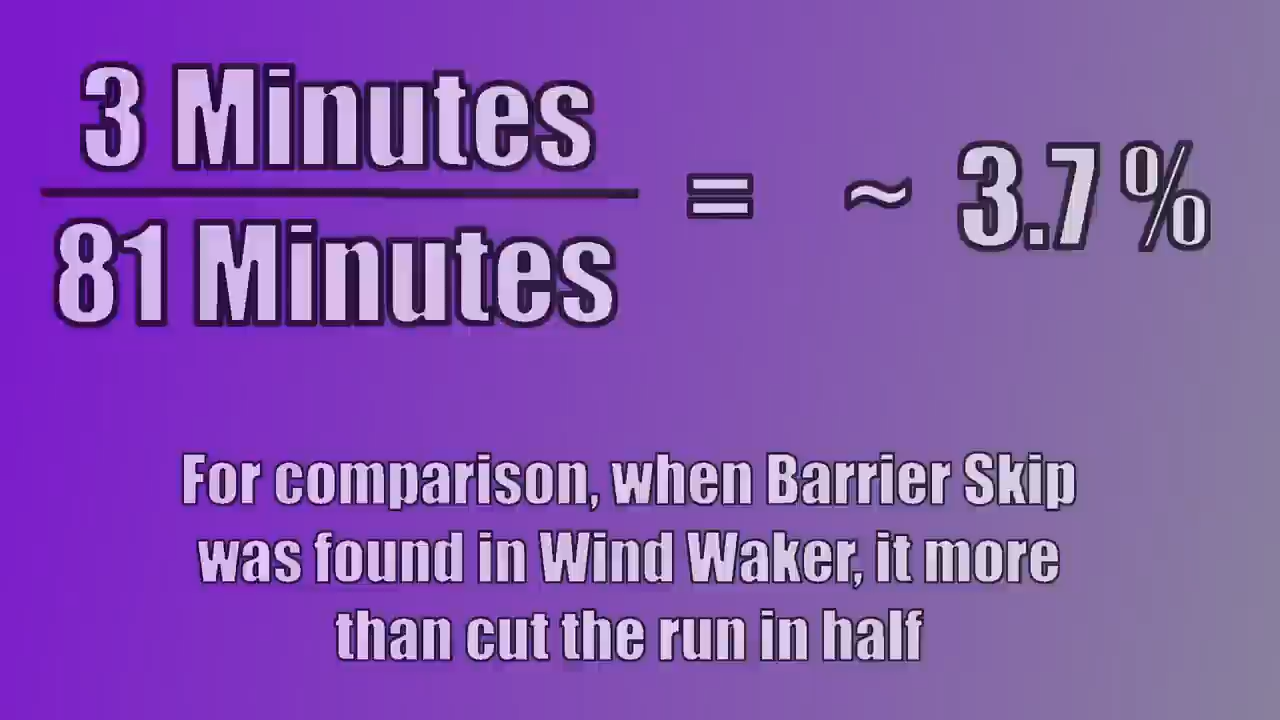 3 Minutes
81 Minutes
= ~ 3.7%
For comparison, when Barrier Skip
was found in Wind Waker, it more
than cut the run in half